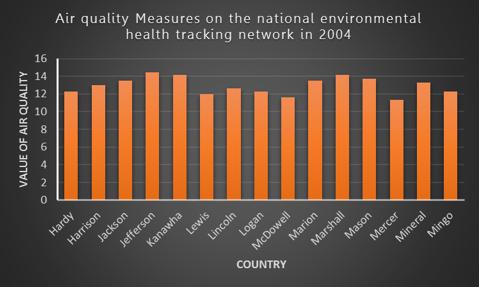 Air quality Measures on the national environmental
health tracking network in 2004
VALUE OF AIR QUALITY
16
14
12
10
8
6
4
2
0
Hardy
Harrison
Jackson
Jefferson
Kanawha
Lewis
Lincoln
Logan
McDowell
Marion
Marshall
Mason
Mercer
Mineral
Mingo
COUNTRY